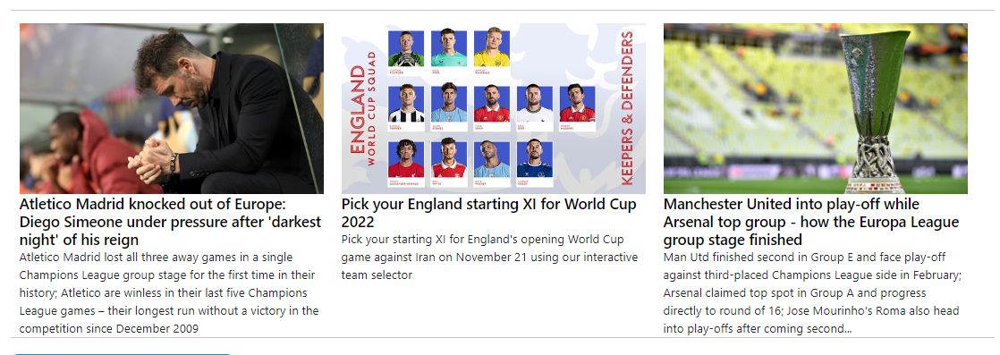 ENGLAND
WORLD CUP SQUAD
KEEPERS & DEFENDERS
Atletico Madrid knocked out of Europe:
Diego Simeone under pressure after 'darkest
night' of his reign
Atletico Madrid lost all three away games in a single
Champions League group stage for the first time in their
history; Atletico are winless in their last five Champions
League games – their longest run without a victory in the
competition since December 2009
Pick your England starting XI for World Cup
2022
Pick your starting XI for England's opening World Cup
game against Iran on November 21 using our interactive
team selector
Manchester United into play-off while
Arsenal top group - how the Europa League
group stage finished
Man Utd finished second in Group E and face play-off
against third-placed Champions League side in February;
Arsenal claimed top spot in Group A and progress
directly to round of 16; Jose Mourinho's Roma also head
into play-offs after coming second...